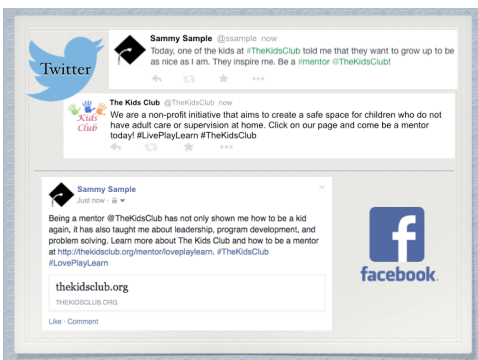 Twitter
Sammy Sample @ssample now
Today, one of the kids at #TheKidsClub told me that they want to grow up to be
as nice as I am. They inspire me. Be a #mentor @TheKidsClub!
Kids
Club
The Kids Club @TheKidsClub now
We are a non-profit initiative that aims to create a safe space for children who do not
have adult care or supervision at home. Click on our page and come be a mentor
today! #LivePlayLearn #TheKidsClub
Sammy Sample
Just now ·
Being a mentor @TheKidsClub has not only shown me how to be a kid
again, it has also taught me about leadership, program development, and
problem solving. Learn more about The Kids Club and how to be a mentor
at http://thekidsclub.org/mentor/loveplaylearn. #TheKidsClub
#LovePlayLearn
thekidsclub.org
THEKIDSCLUB.ORG
Like · Comment
facebook.